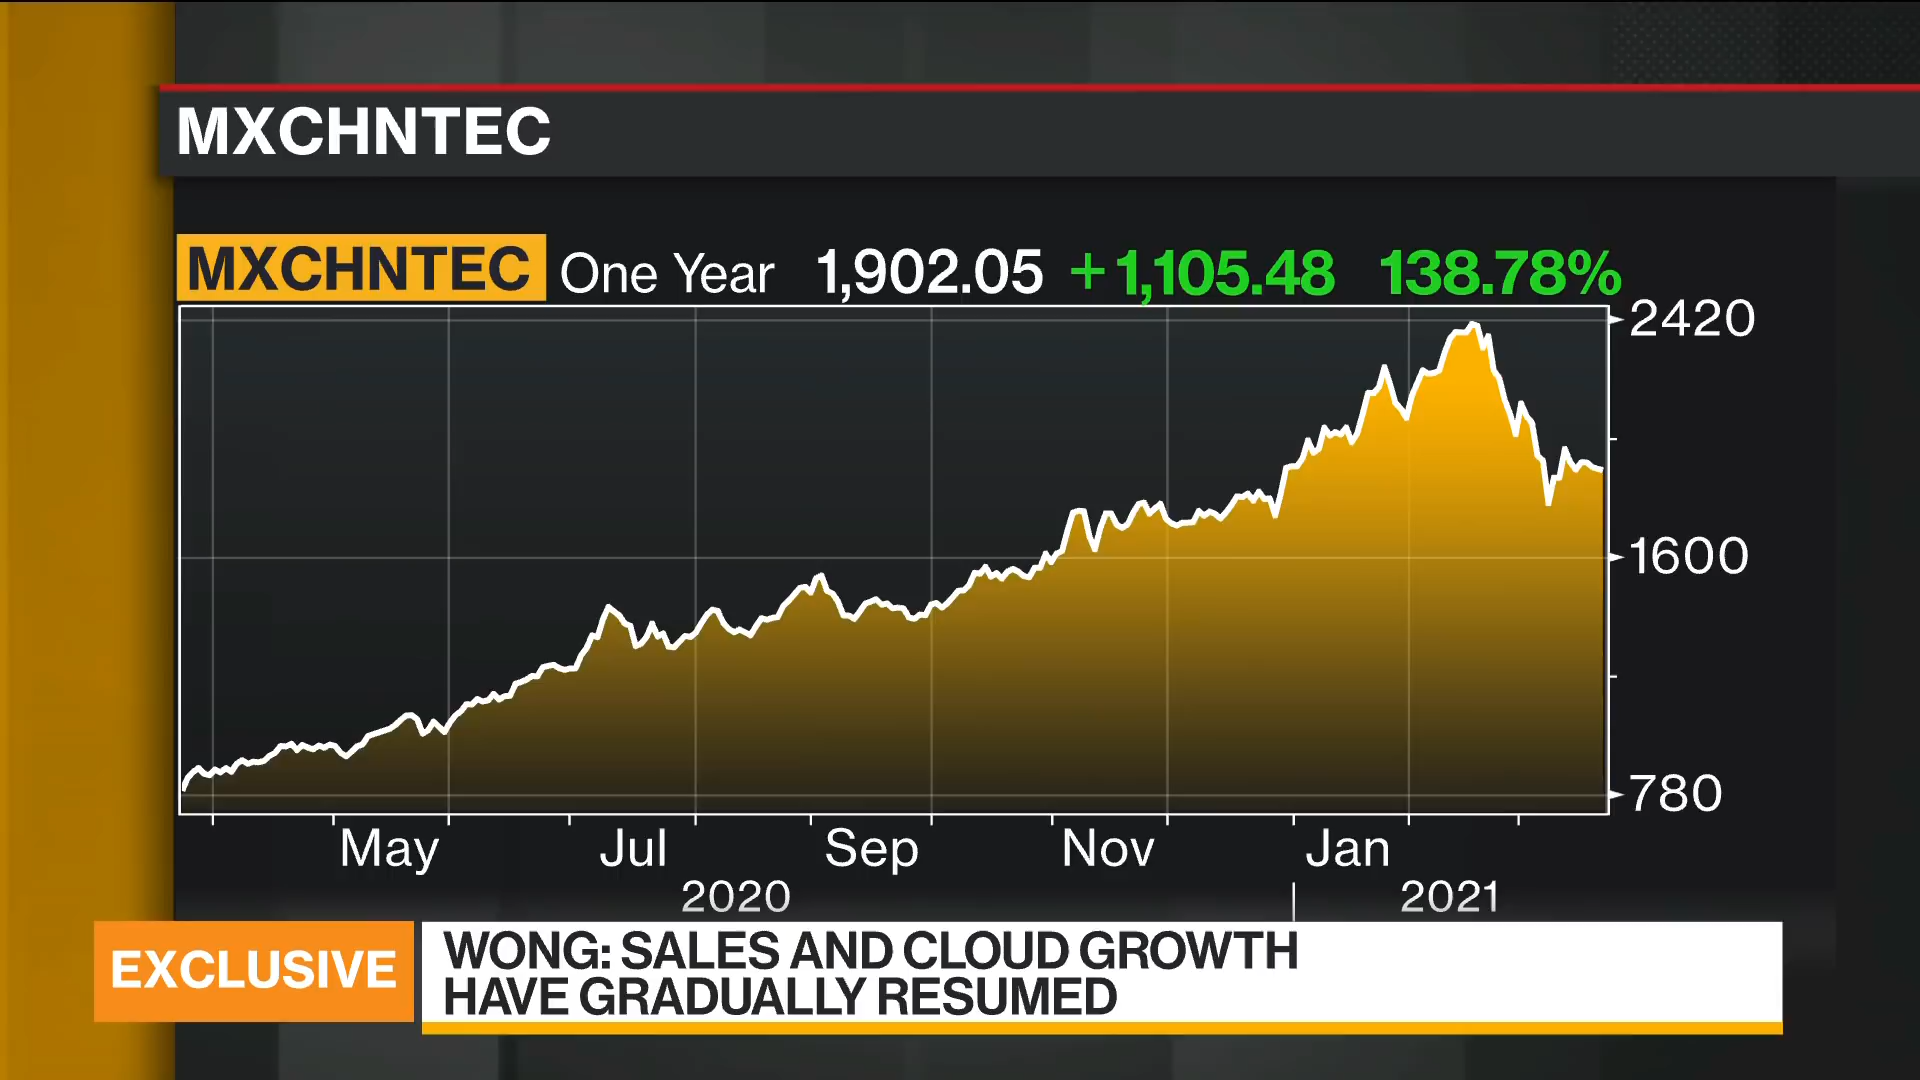 MXCHNTEC
MXCHNTEC One Year 1,902.05 +1,105.48 138.78%
2420
1600
780
May Jul Sep Nov Jan
2020 2021
EXCLUSIVE
WONG: SALES AND CLOUD GROWTH
HAVE GRADUALLY RESUMED